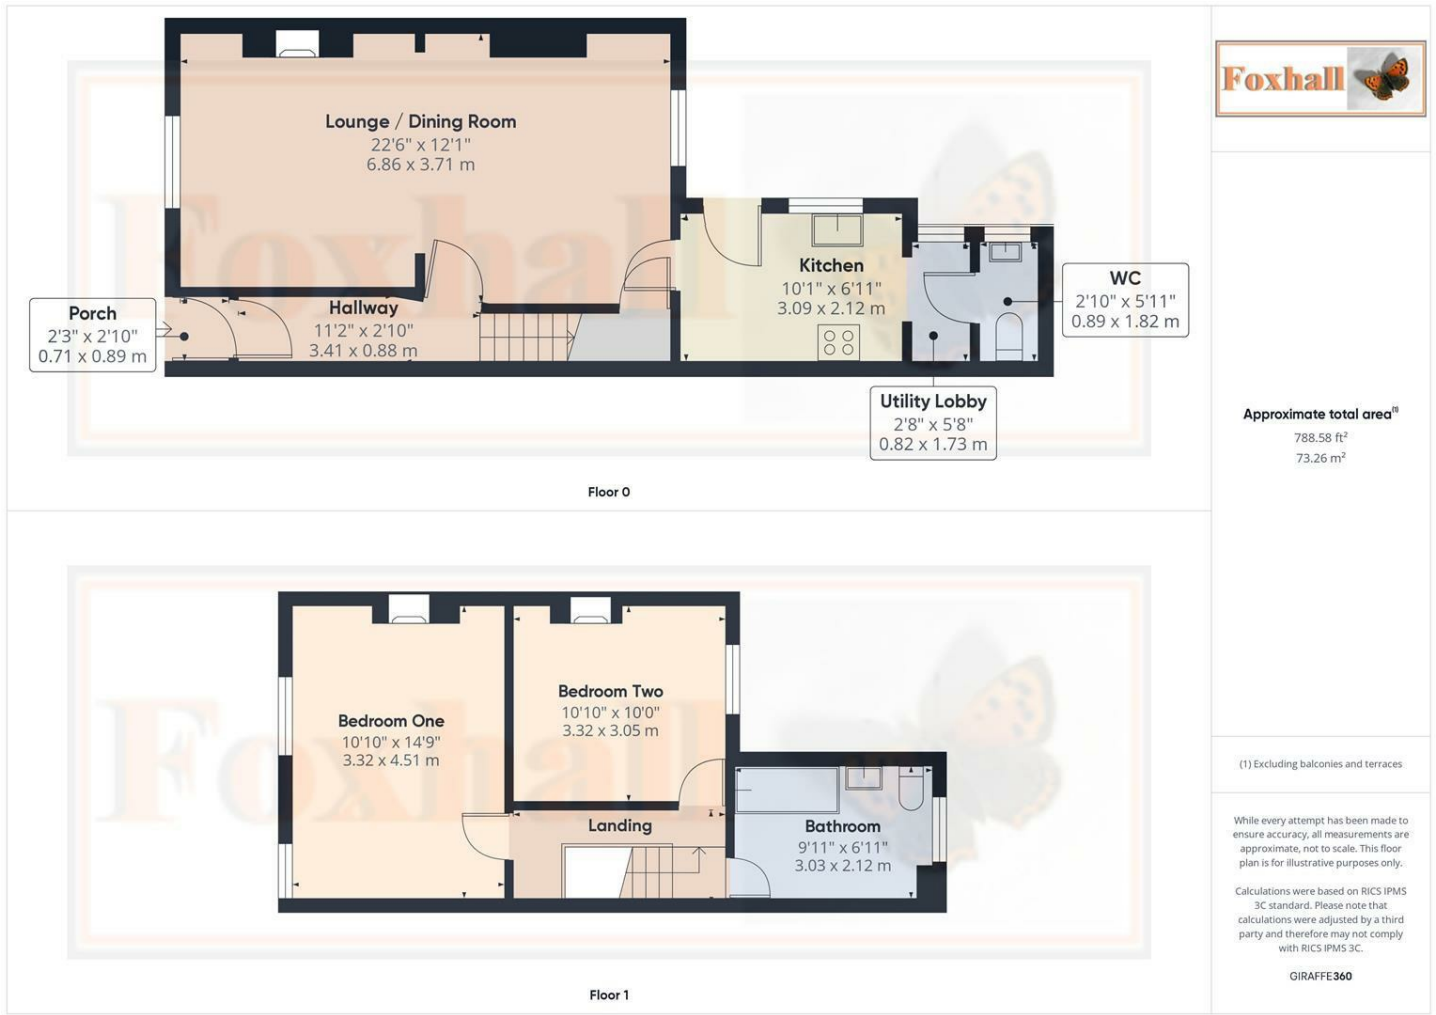 Foxhall
Lounge / Dining Room
22'6" x 12'1"
6.86 x 3.71 m
Kitchen
10'1" x 6'11"
3.09 x 2.12 m
WC
2'10" x 5'11"
0.89 x 1.82 m
Porch
2'3" x 2'10"
0.71 x 0.89 m
Hallway
11'2" x 2'10"
3.41 x 0.88 m
Utility Lobby
2'8" x 5'8"
0.82 x 1.73 m
Foxhall
Floor 0
Approximate total area(1)
788.58 ft²
73.26 m²
Bedroom One
10'10" x 14'9"
3.32 x 4.51 m
Bedroom Two
10'10" x 10'0"
3.32 x 3.05 m
Landing
Bathroom
9'11" x 6'11"
3.03 x 2.12 m
Foxhall
Floor 1
(1) Excluding balconies and terraces
While every attempt has been made to
ensure accuracy, all measurements are
approximate, not to scale. This floor
plan is for illustrative purposes only.
Calculations were based on RICS IPMS
3C standard. Please note that
calculations were adjusted by a third
party and therefore may not comply
with RICS IPMS 3C.
GIRAFFE360